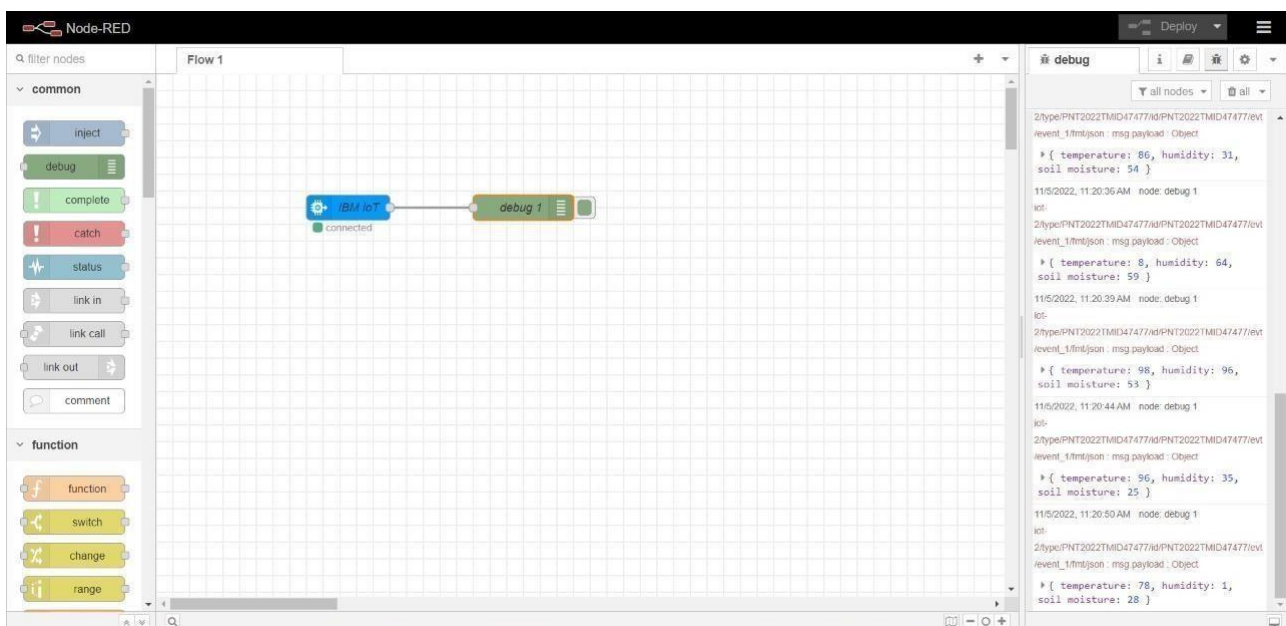 Node-RED
Deploy
filter nodes
Flow 1
debug
i
all nodes
all
common
inject
debug
complete
catch
status
link in
link call
link out
comment
function
function
switch
change
range
IBM IoT
connected
debug 1
2/type/PNT2022TMID47477/id/PNT2022TMID47477/evt
/event_1/fmt/json : msg.payload : Object
{ temperature: 86, humidity: 31,
soil moisture: 54 }
11/5/2022, 11:20:36 AM node: debug 1
iot-
2/type/PNT2022TMID47477/id/PNT2022TMID47477/evt
/event_1/fmt/json : msg.payload : Object
{ temperature: 8, humidity: 64,
soil moisture: 59 }
11/5/2022, 11:20:39 AM node: debug 1
iot-
2/type/PNT2022TMID47477/id/PNT2022TMID47477/evt
/event_1/fmt/json : msg.payload : Object
{ temperature: 98, humidity: 96,
soil moisture: 53 }
11/5/2022, 11:20:44 AM node: debug 1
iot-
2/type/PNT2022TMID47477/id/PNT2022TMID47477/evt
/event_1/fmt/json : msg.payload : Object
{ temperature: 96, humidity: 35,
soil moisture: 25 }
11/5/2022, 11:20:50 AM node: debug 1
iot-
2/type/PNT2022TMID47477/id/PNT2022TMID47477/evt
/event_1/fmt/json : msg.payload : Object
{ temperature: 78, humidity: 1,
soil moisture: 28 }